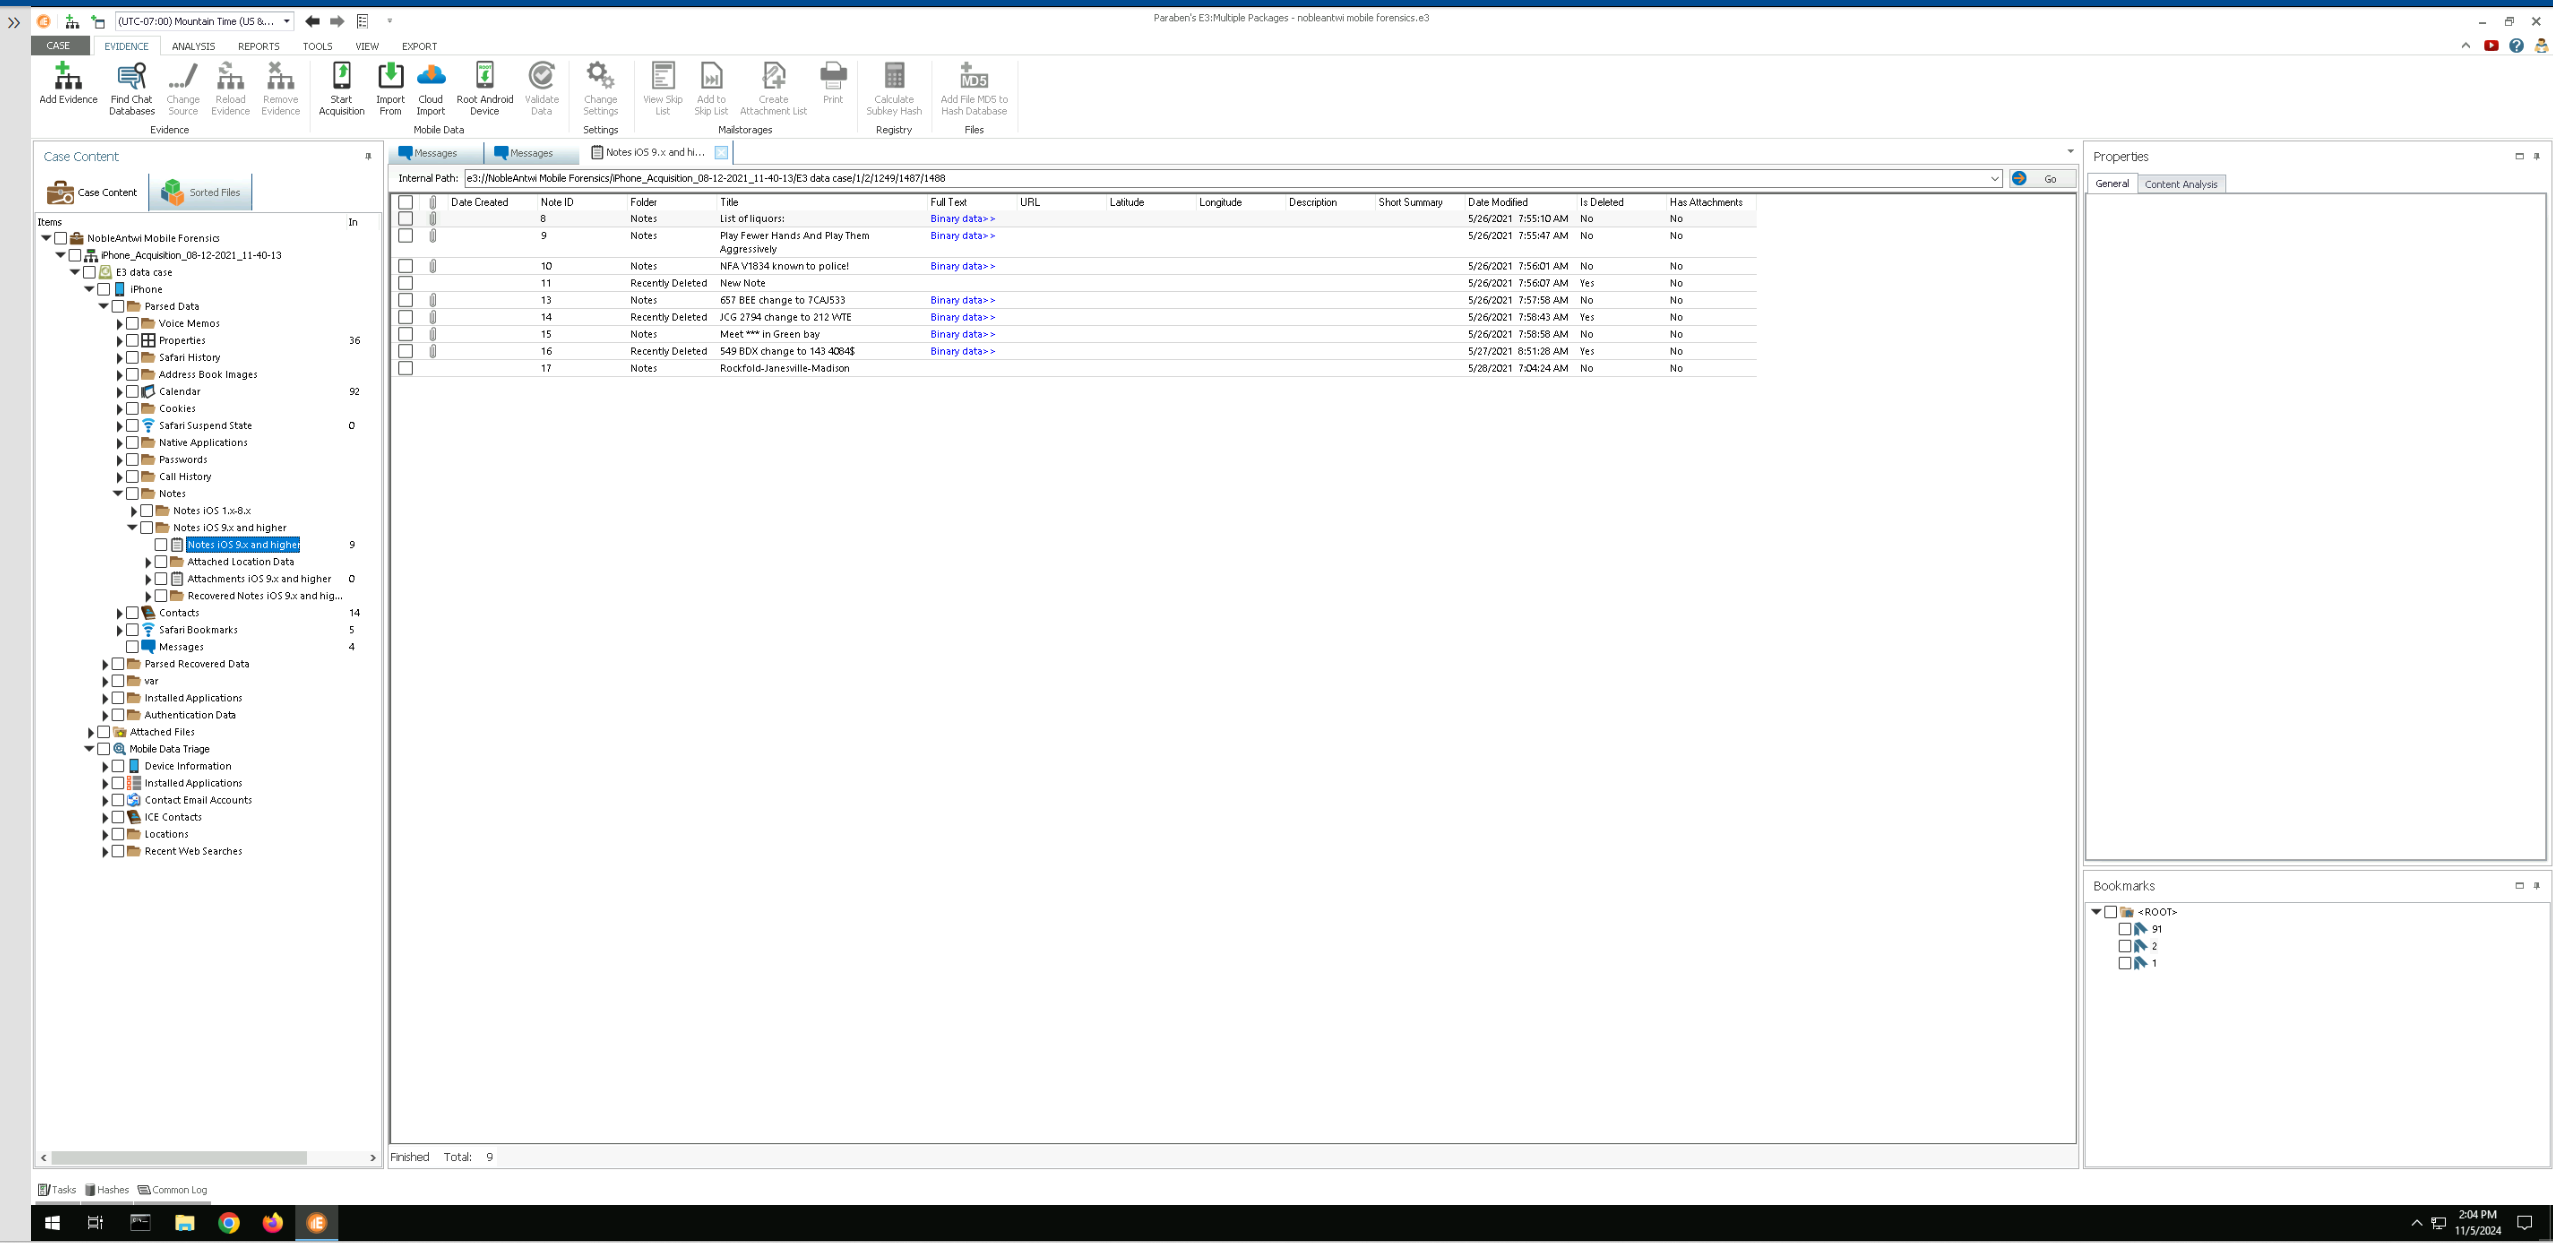 (UTC-07:00) Mountain Time (US &...
Paraben's E3:Multiple Packages - nobleantwi mobile forensics.e3
CASE EVIDENCE ANALYSIS REPORTS TOOLS VIEW EXPORT
Add Evidence
Find Chat Databases
Change Source
Reload Evidence
Remove Evidence
Evidence
Start Acquisition
Import From
Cloud Import
Root Android Device
Validate Data
Mobile Data
Change Settings
Settings
View Skip List
Add to Skip List
Create Attachment List
Print
Mailstorages
Calculate Subkey Hash
Registry
Add File MD5 to Hash Database
Files
Case Content
Case Content Sorted Files
Items In
NobleAntwi Mobile Forensics
iPhone_Acquisition_08-12-2021_11-40-13
E3 data case
iPhone
Parsed Data
Voice Memos
Properties 36
Safari History
Address Book Images
Calendar 92
Cookies
Safari Suspend State 0
Native Applications
Passwords
Call History
Notes
Notes iOS 1.x-8.x
Notes iOS 9.x and higher
Notes iOS 9.x and higher 9
Attached Location Data
Attachments iOS 9.x and higher 0
Recovered Notes iOS 9.x and hig...
Contacts 14
Safari Bookmarks 5
Messages 4
Parsed Recovered Data
var
Installed Applications
Authentication Data
Attached Files
Mobile Data Triage
Device Information
Installed Applications
Contact Email Accounts
ICE Contacts
Locations
Recent Web Searches
Messages Messages Notes iOS 9.x and hi...
Internal Path: e3://NobleAntwi Mobile Forensics/iPhone_Acquisition_08-12-2021_11-40-13/E3 data case/1/2/1249/1487/1488 Go
Date Created Note ID Folder Title Full Text URL Latitude Longitude Description Short Summary Date Modified Is Deleted Has Attachments
8 Notes List of liquors: Binary data>> 5/26/2021 7:55:10 AM No No
9 Notes Play Fewer Hands And Play Them Binary data>> 5/26/2021 7:55:47 AM No No
Aggressively
10 Notes NFA V1834 known to police! Binary data>> 5/26/2021 7:56:01 AM No No
11 Recently Deleted New Note 5/26/2021 7:56:07 AM Yes No
13 Notes 657 BEE change to 7CAJ533 Binary data>> 5/26/2021 7:57:58 AM No No
14 Recently Deleted JCG 2794 change to 212 WTE Binary data>> 5/26/2021 7:58:43 AM Yes No
15 Notes Meet *** in Green bay Binary data>> 5/26/2021 7:58:58 AM No No
16 Recently Deleted 549 BDX change to 143 4084$ Binary data>> 5/27/2021 8:51:28 AM Yes No
17 Notes Rockfold-Janesville-Madison 5/28/2021 7:04:24 AM No No
Finished Total: 9
Properties
General Content Analysis
Bookmarks
<ROOT>
91
2
1
Tasks Hashes Common Log
2:04 PM
11/5/2024